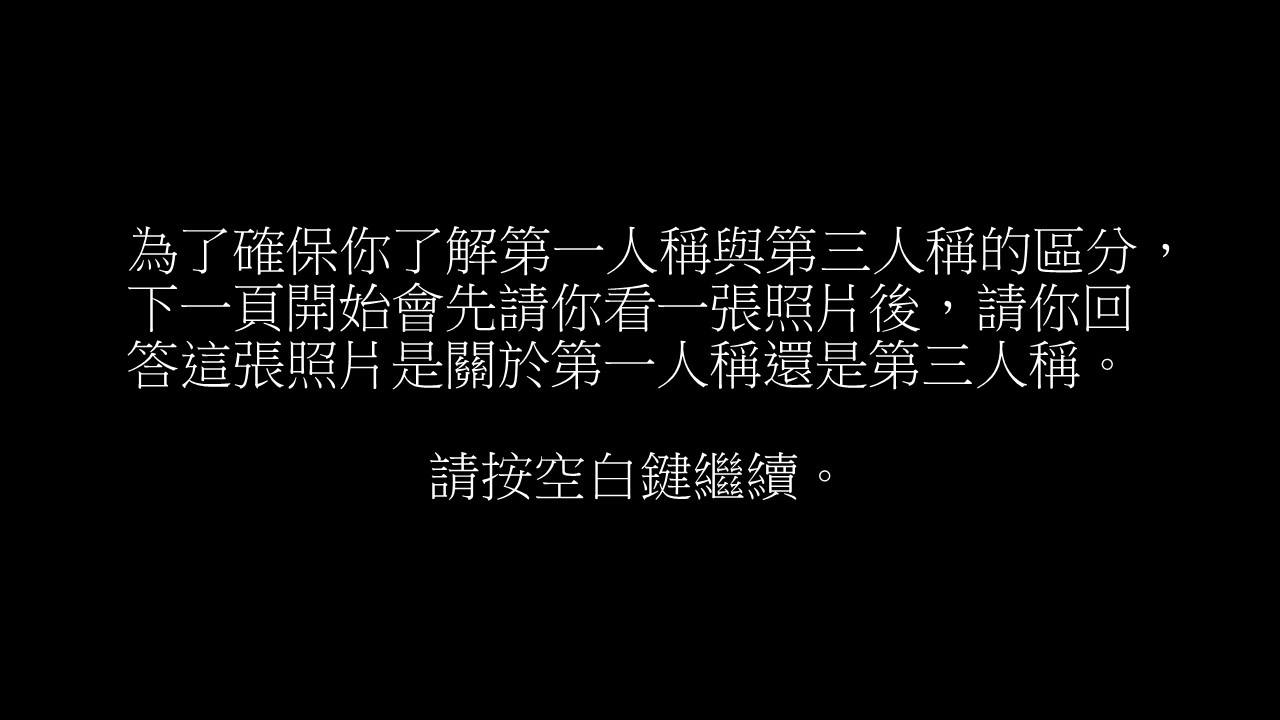 為了確保你了解第一人稱與第三人稱的區分，
下一頁開始會先請你看一張照片後，請你回
答這張照片是關於第一人稱還是第三人稱。
請按空白鍵繼續。